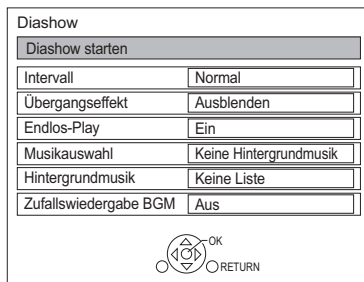 Diashow
Diashow starten
Intervall Normal
Übergangseffekt Ausblenden
Endlos-Play Ein
Musikauswahl Keine Hintergrundmusik
Hintergrundmusik Keine Liste
Zufallswiedergabe BGM Aus
OK
RETURN